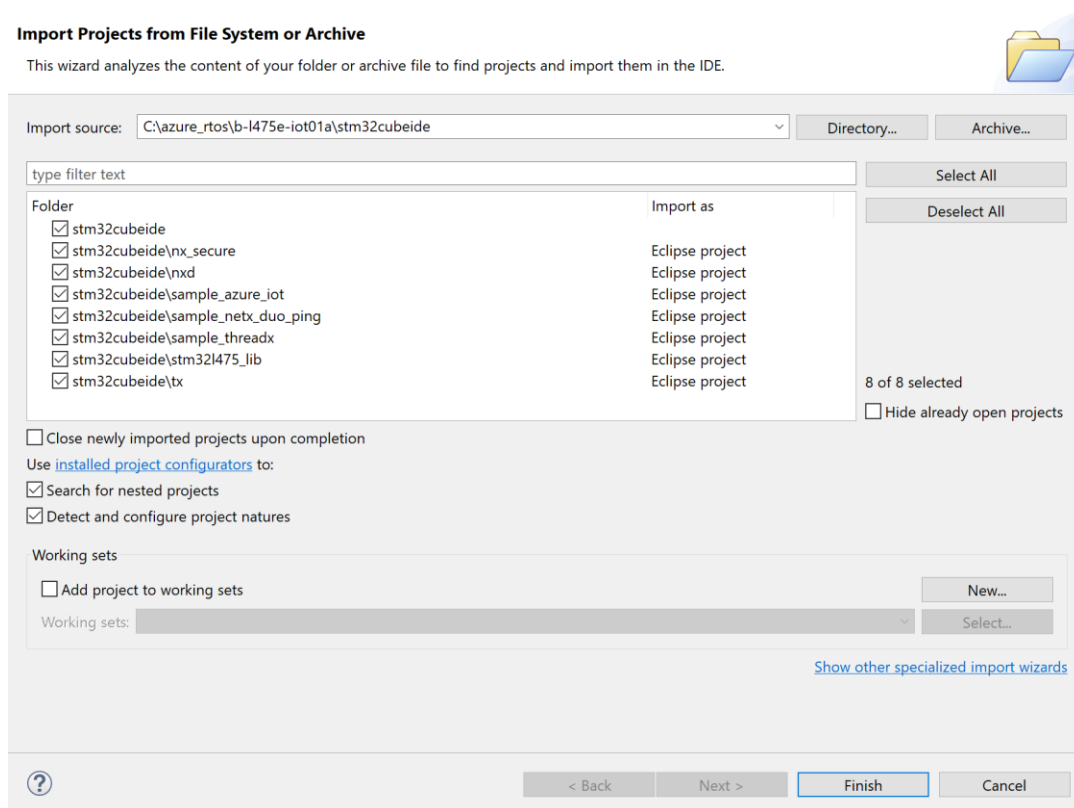 Import Projects from File System or Archive
This wizard analyzes the content of your folder or archive file to find projects and import them in the IDE.
Import source: C:\azure_rtos\b-l475e-iot01a\stm32cubeide Directory... Archive...
type filter text Select All
Folder Import as Deselect All
stm32cubeide
stm32cubeide\nx_secure Eclipse project
stm32cubeide\nxd Eclipse project
stm32cubeide\sample_azure_iot Eclipse project
stm32cubeide\sample_netx_duo_ping Eclipse project
stm32cubeide\sample_threadx Eclipse project
stm32cubeide\stm32l475_lib Eclipse project
stm32cubeide\tx Eclipse project 8 of 8 selected
Hide already open projects
Close newly imported projects upon completion
Use installed project configurators to:
Search for nested projects
Detect and configure project natures
Working sets
Add project to working sets New...
Working sets: Select...
Show other specialized import wizards
? < Back Next > Finish Cancel